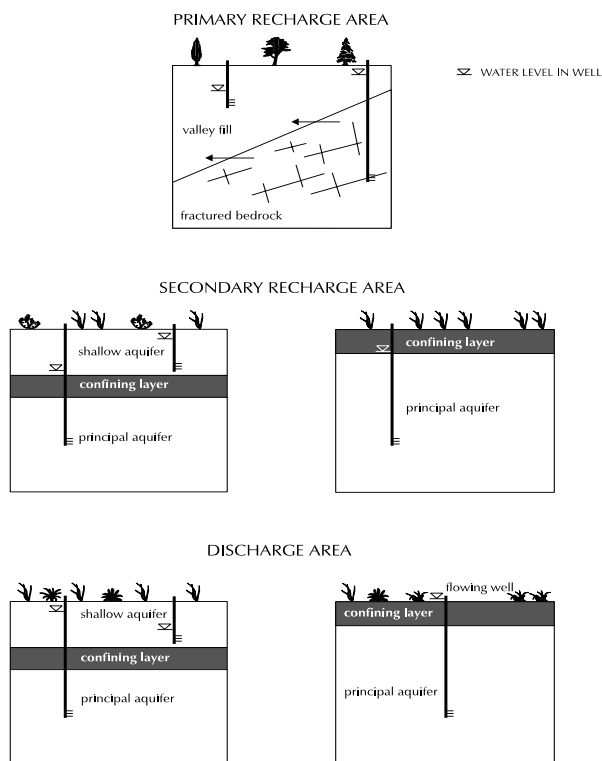 PRIMARY RECHARGE AREA
WATER LEVEL IN WELL
valley fill
fractured bedrock
SECONDARY RECHARGE AREA
shallow aquifer
confining layer
principal aquifer
confining layer
principal aquifer
DISCHARGE AREA
shallow aquifer
confining layer
principal aquifer
flowing well
confining layer
principal aquifer